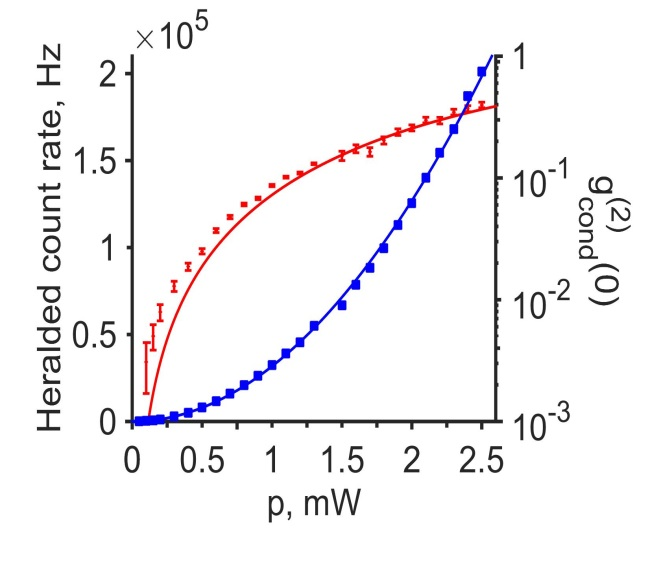 ×10⁵
Heralded count rate, Hz
2
1.5
1
0.5
0
0 0.5 1 1.5 2 2.5
p, mW
1
10⁻¹
10⁻²
10⁻³
g⁽²⁾cond(0)